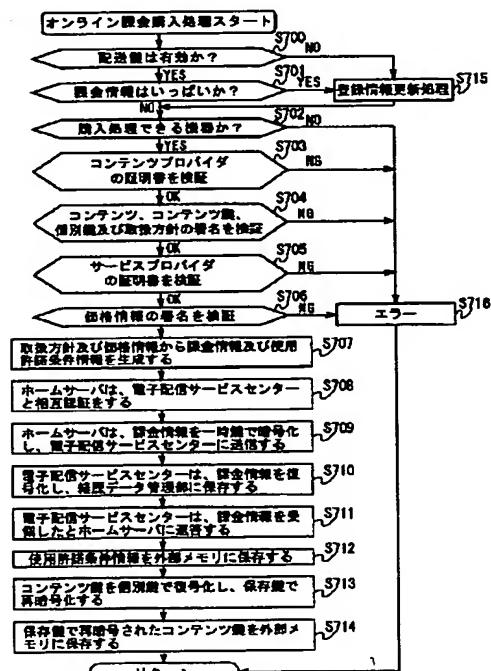 オンライン課金購入処理スタート
S700
配送鍵は有効か?
NO
YES
S701
課金情報はいっぱいか?
YES
S715
登録情報更新処理
NO
S702
購入処理できる機器か?
NO
YES
S703
コンテンツプロバイダ
の証明書を検証
NG
OK
S704
コンテンツ、コンテンツ鍵、
個別鍵及び取扱方針の署名を検証
NG
OK
S705
サービスプロバイダ
の証明書を検証
NG
OK
S706
価格情報の署名を検証
NG
S716
エラー
OK
取扱方針及び価格情報から課金情報及び使用
許諾条件情報を生成する
S707
ホームサーバは、電子配信サービスセンター
と相互認証をする
S708
ホームサーバは、課金情報を一時鍵で暗号化
し、電子配信サービスセンターに送信する
S709
電子配信サービスセンターは、課金情報を復
号化し、経歴データ管理部に保存する
S710
電子配信サービスセンターは、課金情報を受
信したとホームサーバに返答する
S711
使用許諾条件情報を外部メモリに保存する
S712
コンテンツ鍵を個別鍵で復号化し、保存鍵で
再暗号化する
S713
保存鍵で再暗号されたコンテンツ鍵を外部メ
モリに保存する
S714